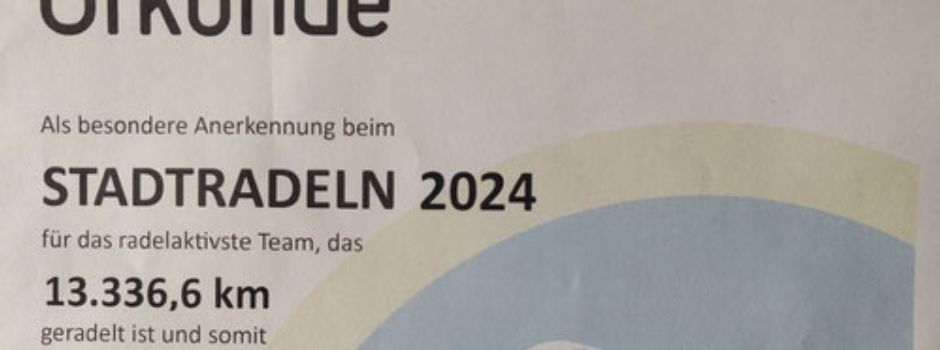 Urkunde
Als besondere Anerkennung beim
STADTRADELN 2024
für das radelaktivste Team, das
13.336,6 km
geradelt ist und somit